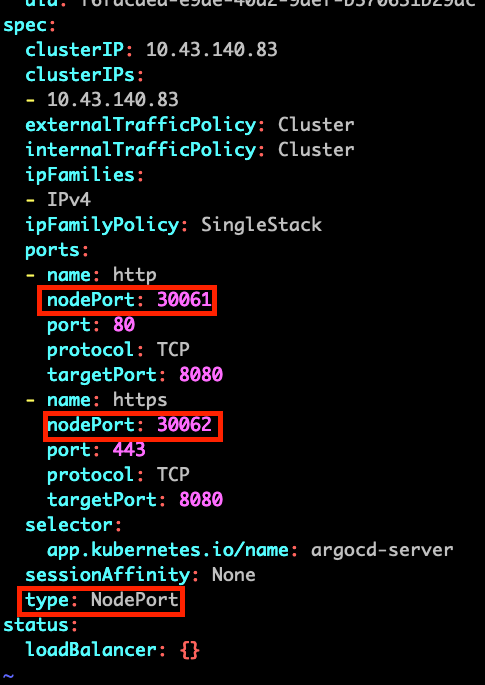 spec:
  clusterIP: 10.43.140.83
  clusterIPs:
  - 10.43.140.83
  externalTrafficPolicy: Cluster
  internalTrafficPolicy: Cluster
  ipFamilies:
  - IPv4
  ipFamilyPolicy: SingleStack
  ports:
  - name: http
    nodePort: 30061
    port: 80
    protocol: TCP
    targetPort: 8080
  - name: https
    nodePort: 30062
    port: 443
    protocol: TCP
    targetPort: 8080
  selector:
    app.kubernetes.io/name: argocd-server
  sessionAffinity: None
  type: NodePort
status:
  loadBalancer: {}
~